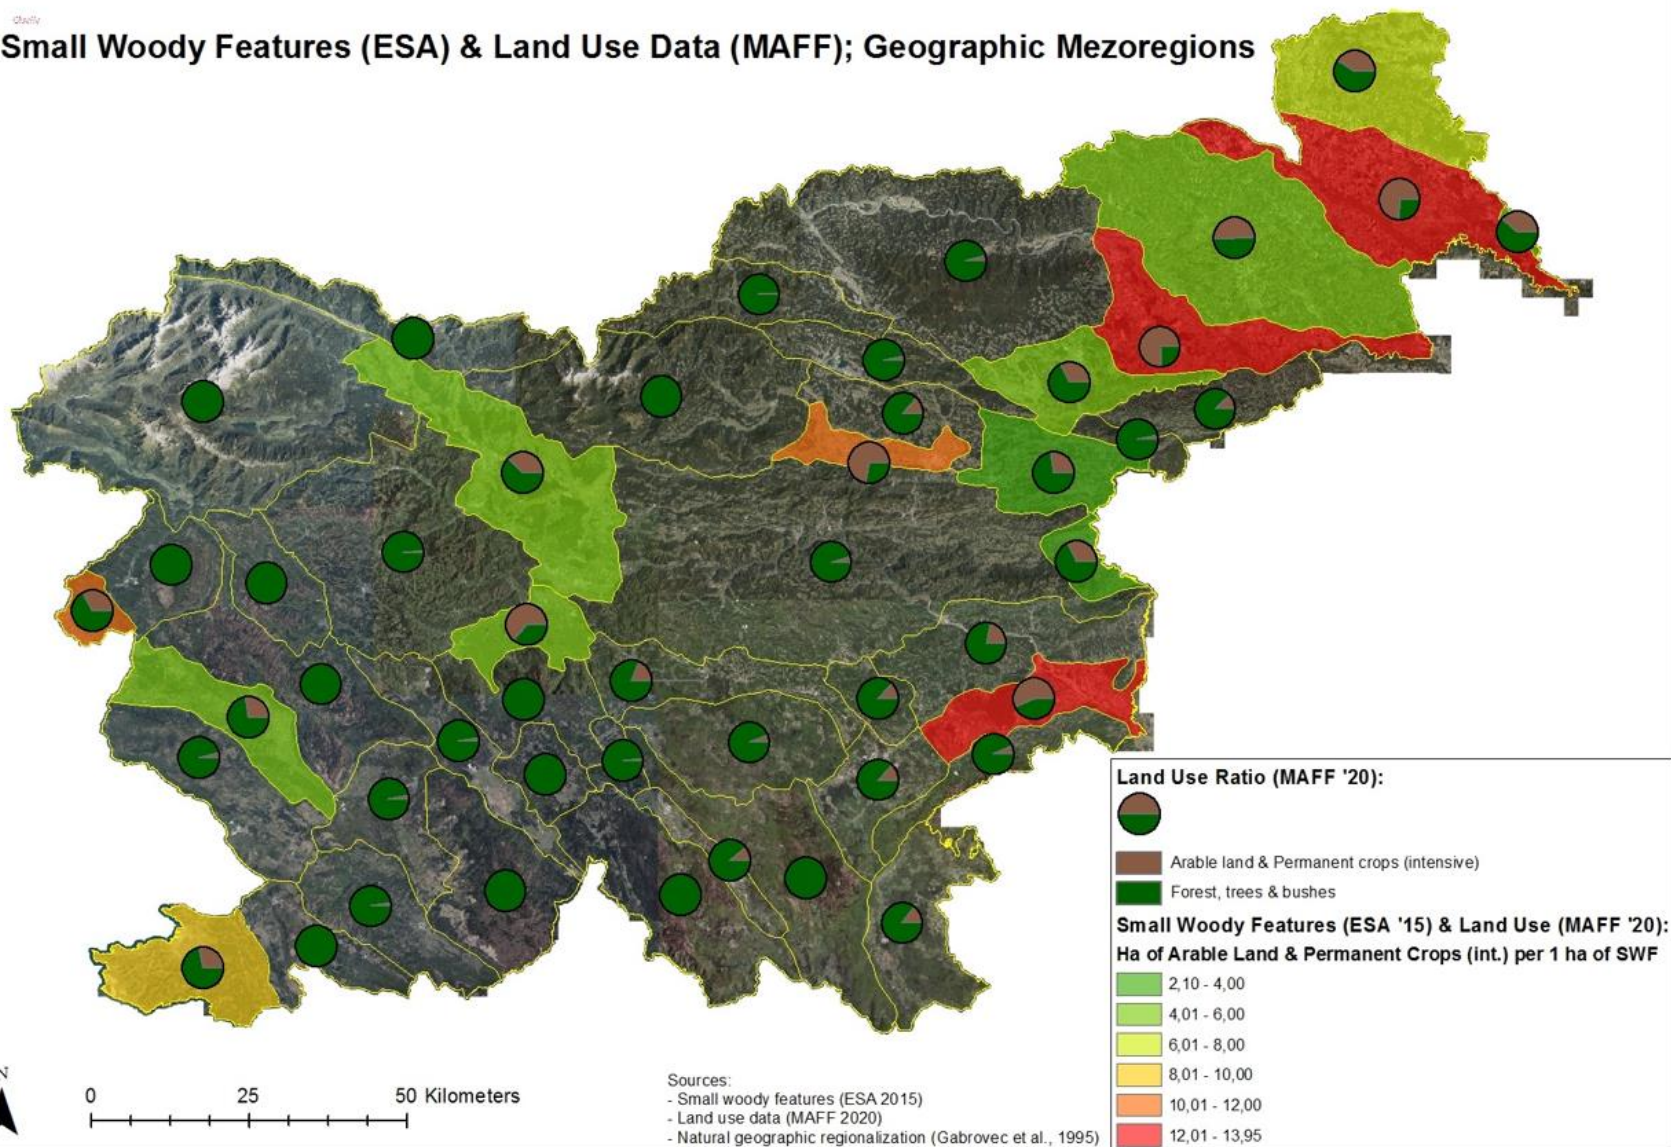 Small Woody Features (ESA) & Land Use Data (MAFF); Geographic Mezoregions
Land Use Ratio (MAFF '20):
Arable land & Permanent crops (intensive)
Forest, trees & bushes
Small Woody Features (ESA '15) & Land Use (MAFF '20):
Ha of Arable Land & Permanent Crops (int.) per 1 ha of SWF
2,10 - 4,00
4,01 - 6,00
6,01 - 8,00
8,01 - 10,00
10,01 - 12,00
12,01 - 13,95
N
0 25 50 Kilometers
Sources:
- Small woody features (ESA 2015)
- Land use data (MAFF 2020)
- Natural geographic regionalization (Gabrovec et al., 1995)